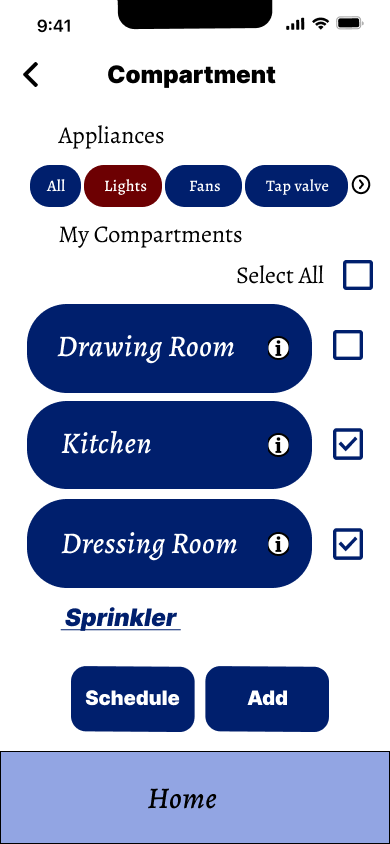 9:41
Compartment
Appliances
All Lights Fans Tap valve
My Compartments
Select All
Drawing Room
Kitchen
Dressing Room
Sprinkler
Schedule Add
Home